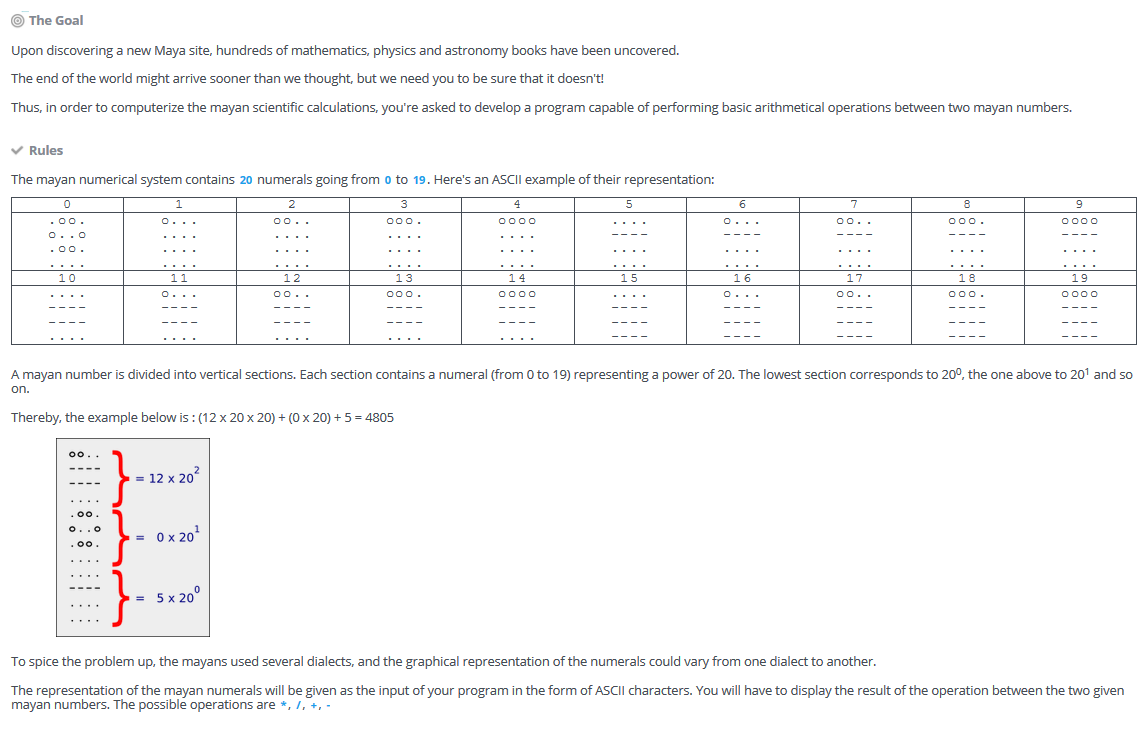 The Goal
Upon discovering a new Maya site, hundreds of mathematics, physics and astronomy books have been uncovered.
The end of the world might arrive sooner than we thought, but we need you to be sure that it doesn't!
Thus, in order to computerize the mayan scientific calculations, you're asked to develop a program capable of performing basic arithmetical operations between two mayan numbers.
Rules
The mayan numerical system contains 20 numerals going from 0 to 19. Here's an ASCII example of their representation:
0 1 2 3 4 5 6 7 8 9
.oo. o... oo.. ooo. oooo .... o... oo.. ooo. oooo
o..o .... .... .... .... ---- ---- ---- ---- ----
.oo. .... .... .... .... .... .... .... .... ....
.... .... .... .... .... .... .... .... .... ....
10 11 12 13 14 15 16 17 18 19
.... o... oo.. ooo. oooo .... o... oo.. ooo. oooo
---- ---- ---- ---- ---- ---- ---- ---- ---- ----
---- ---- ---- ---- ---- ---- ---- ---- ---- ----
.... .... .... .... .... ---- ---- ---- ---- ----
A mayan number is divided into vertical sections. Each section contains a numeral (from 0 to 19) representing a power of 20. The lowest section corresponds to 20⁰, the one above to 20¹ and so
on.
Thereby, the example below is : (12 x 20 x 20) + (0 x 20) + 5 = 4805
oo..
----
---- = 12 x 20²
....
.oo.
o..o = 0 x 20¹
.oo.
....
....
---- = 5 x 20⁰
....
....
To spice the problem up, the mayans used several dialects, and the graphical representation of the numerals could vary from one dialect to another.
The representation of the mayan numerals will be given as the input of your program in the form of ASCII characters. You will have to display the result of the operation between the two given
mayan numbers. The possible operations are *, /, +, -